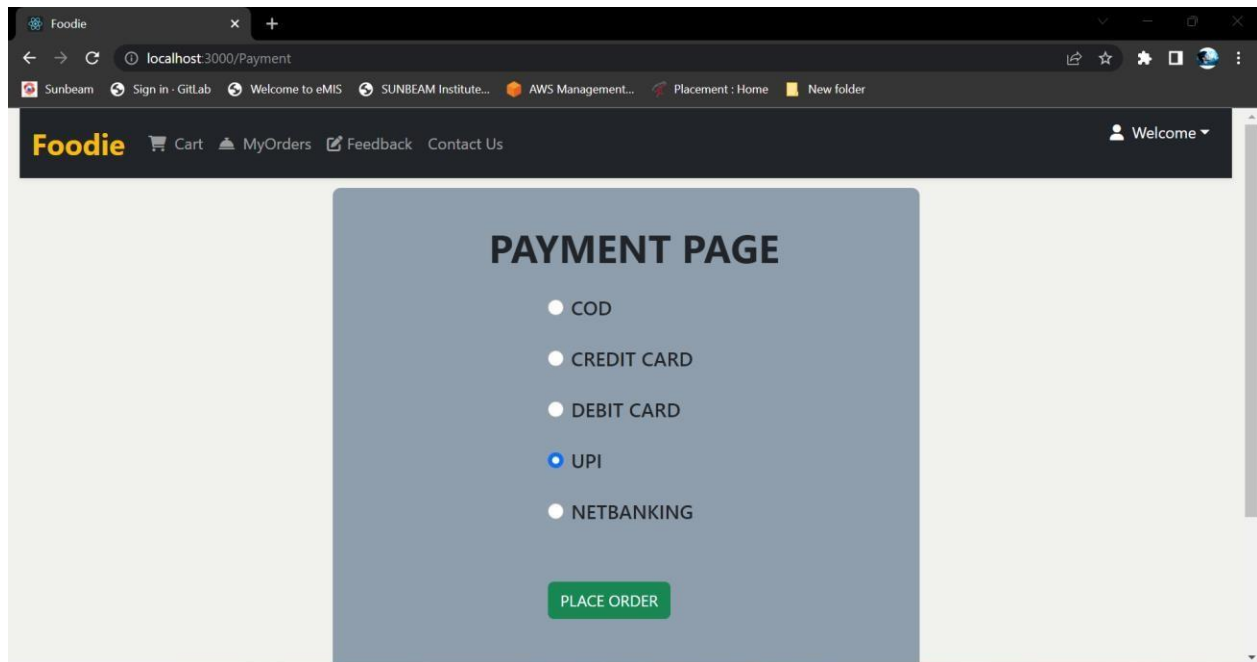 Foodie
localhost:3000/Payment
Sunbeam Sign in · GitLab Welcome to eMIS SUNBEAM Institute... AWS Management... Placement : Home New folder
Foodie Cart MyOrders Feedback Contact Us Welcome
PAYMENT PAGE
COD
CREDIT CARD
DEBIT CARD
UPI
NETBANKING
PLACE ORDER